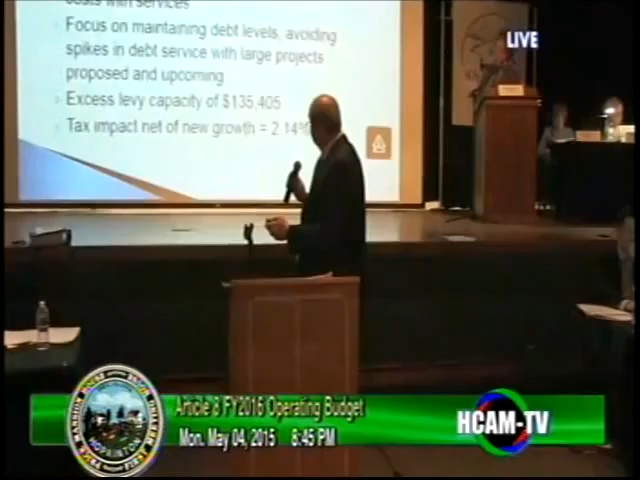 costs with services
Focus on maintaining debt levels, avoiding
spikes in debt service with large projects
proposed and upcoming
Excess levy capacity of $135,405
Tax impact net of new growth = 2.14%
LIVE
Article 8 FY2016 Operating Budget
Mon. May 04, 2015 8:45 PM
HOPKINTON
HCAM-TV